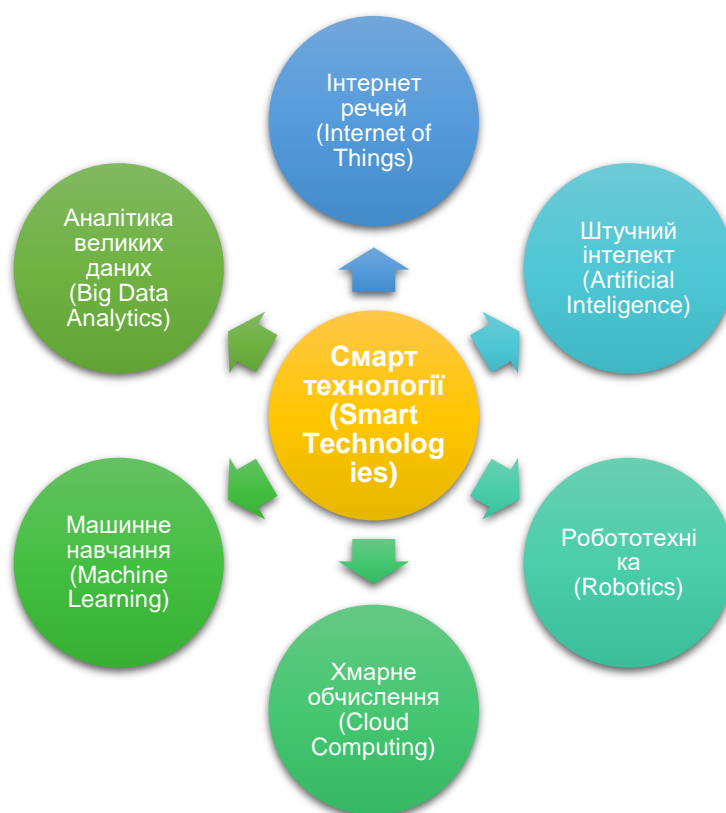 Інтернет
речей
(Internet of
Things)
Штучний
інтелект
(Artificial
Inteligence)
Робототехні
ка
(Robotics)
Хмарне
обчислення
(Cloud
Computing)
Машинне
навчання
(Machine
Learning)
Аналітика
великих
даних
(Big Data
Analytics)
Смарт
технології
(Smart
Technolog
ies)